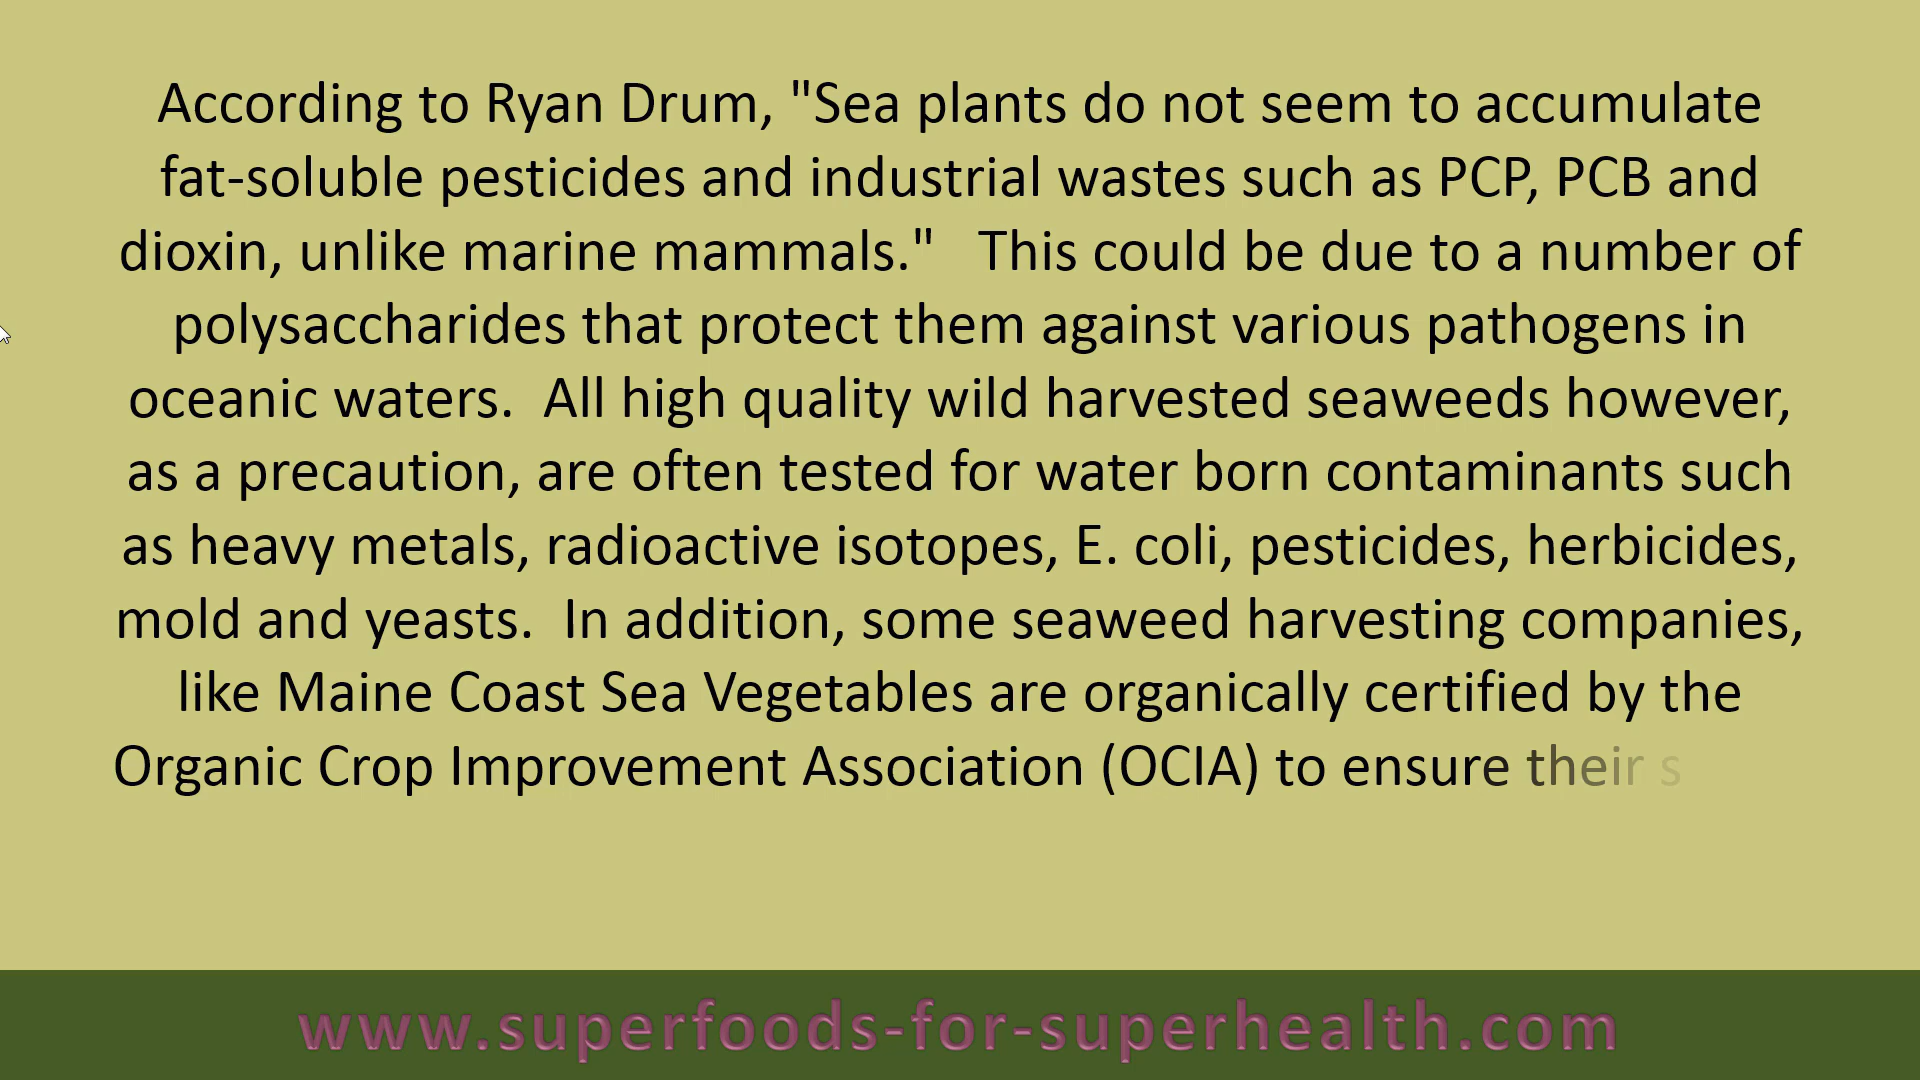 According to Ryan Drum, "Sea plants do not seem to accumulate
fat-soluble pesticides and industrial wastes such as PCP, PCB and
dioxin, unlike marine mammals."   This could be due to a number of
polysaccharides that protect them against various pathogens in
oceanic waters.  All high quality wild harvested seaweeds however,
as a precaution, are often tested for water born contaminants such
as heavy metals, radioactive isotopes, E. coli, pesticides, herbicides,
mold and yeasts.  In addition, some seaweed harvesting companies,
like Maine Coast Sea Vegetables are organically certified by the
Organic Crop Improvement Association (OCIA) to ensure their s
www.superfoods-for-superhealth.com